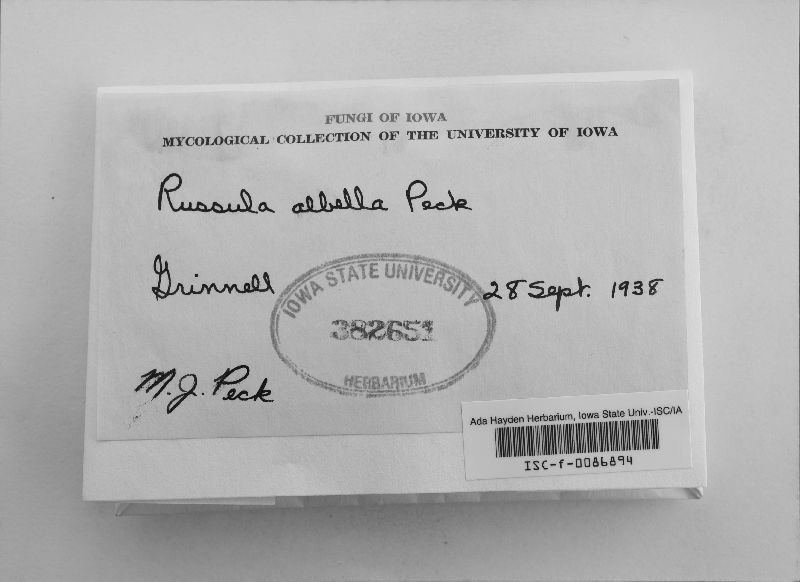 FUNGI OF IOWA
MYCOLOGICAL COLLECTION OF THE UNIVERSITY OF IOWA
Russula albella Peck
Grinnell
28 Sept. 1938
IOWA STATE UNIVERSITY
382651
HERBARIUM
M. J. Peck
Ada Hayden Herbarium, Iowa State Univ.-ISC/IA
ISC-f-0086894